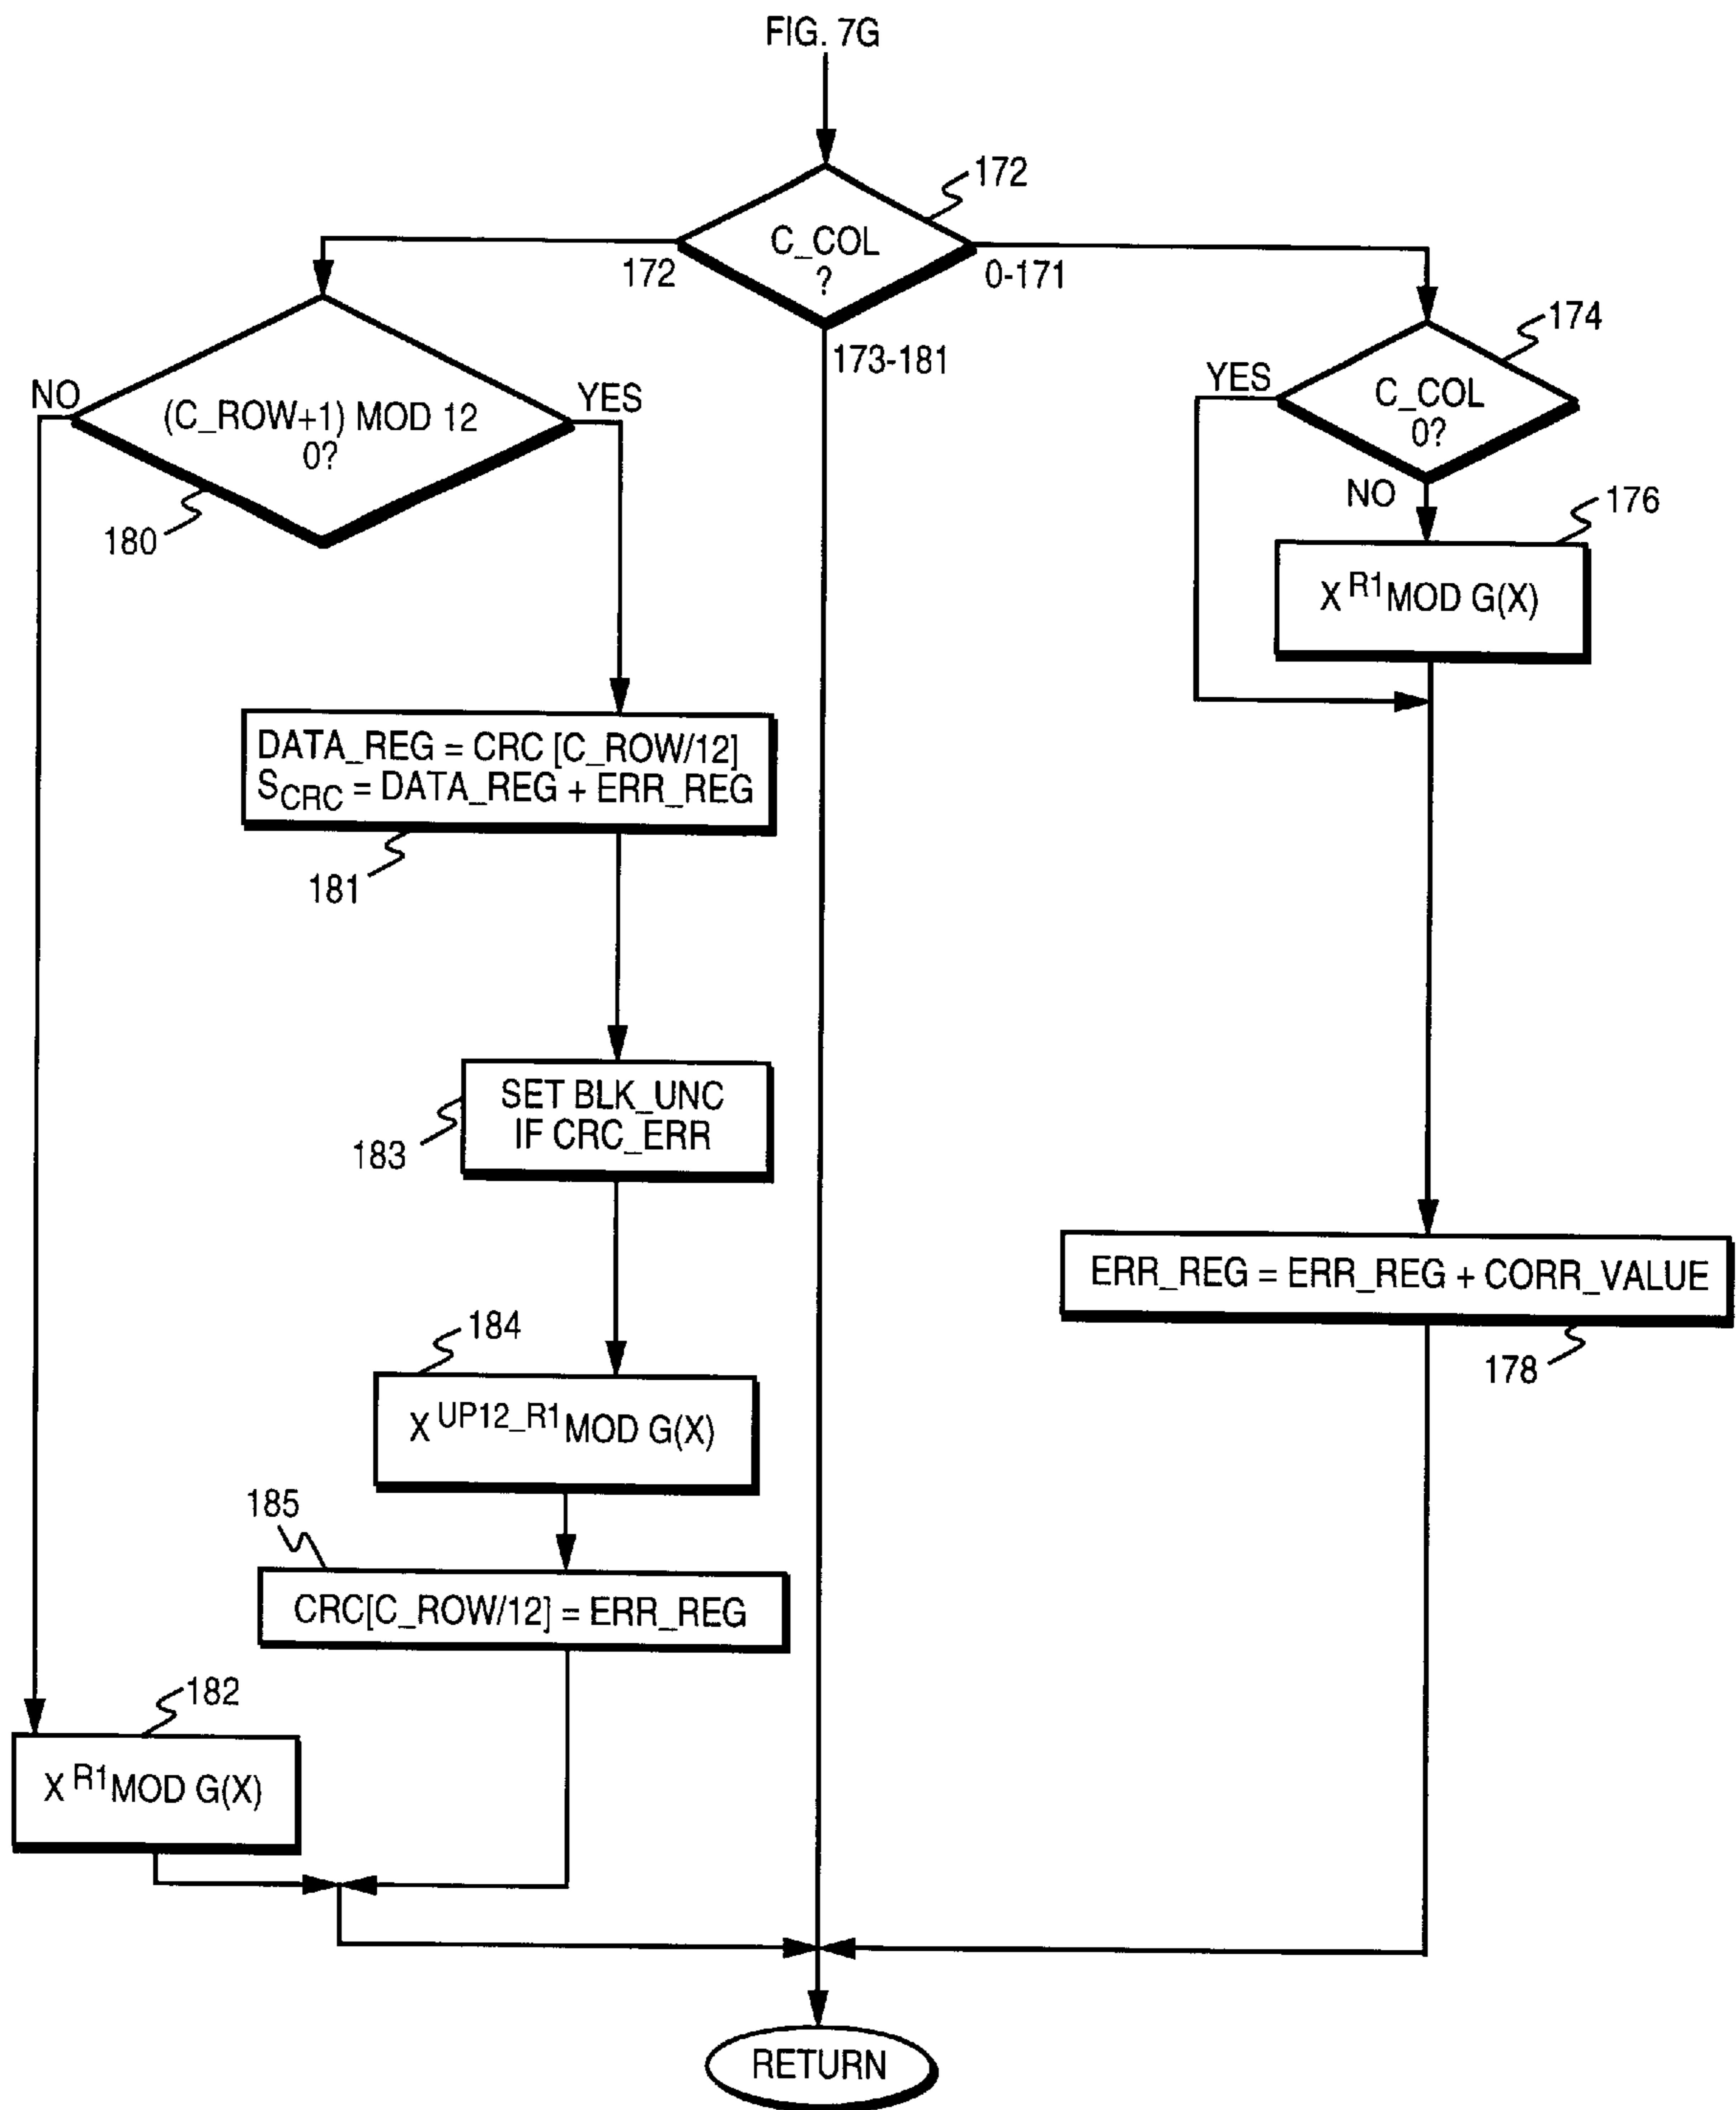 FIG. 7G
172
C_COL
?
172
0-171
173-181
174
C_COL
0?
YES
NO
176
X^R1 MOD G(X)
NO
(C_ROW+1) MOD 12
0?
YES
180
DATA_REG = CRC [C_ROW/12]
S_CRC = DATA_REG + ERR_REG
181
SET BLK_UNC
IF CRC_ERR
183
ERR_REG = ERR_REG + CORR_VALUE
178
184
X^UP12_R1 MOD G(X)
185
CRC[C_ROW/12] = ERR_REG
182
X^R1 MOD G(X)
RETURN